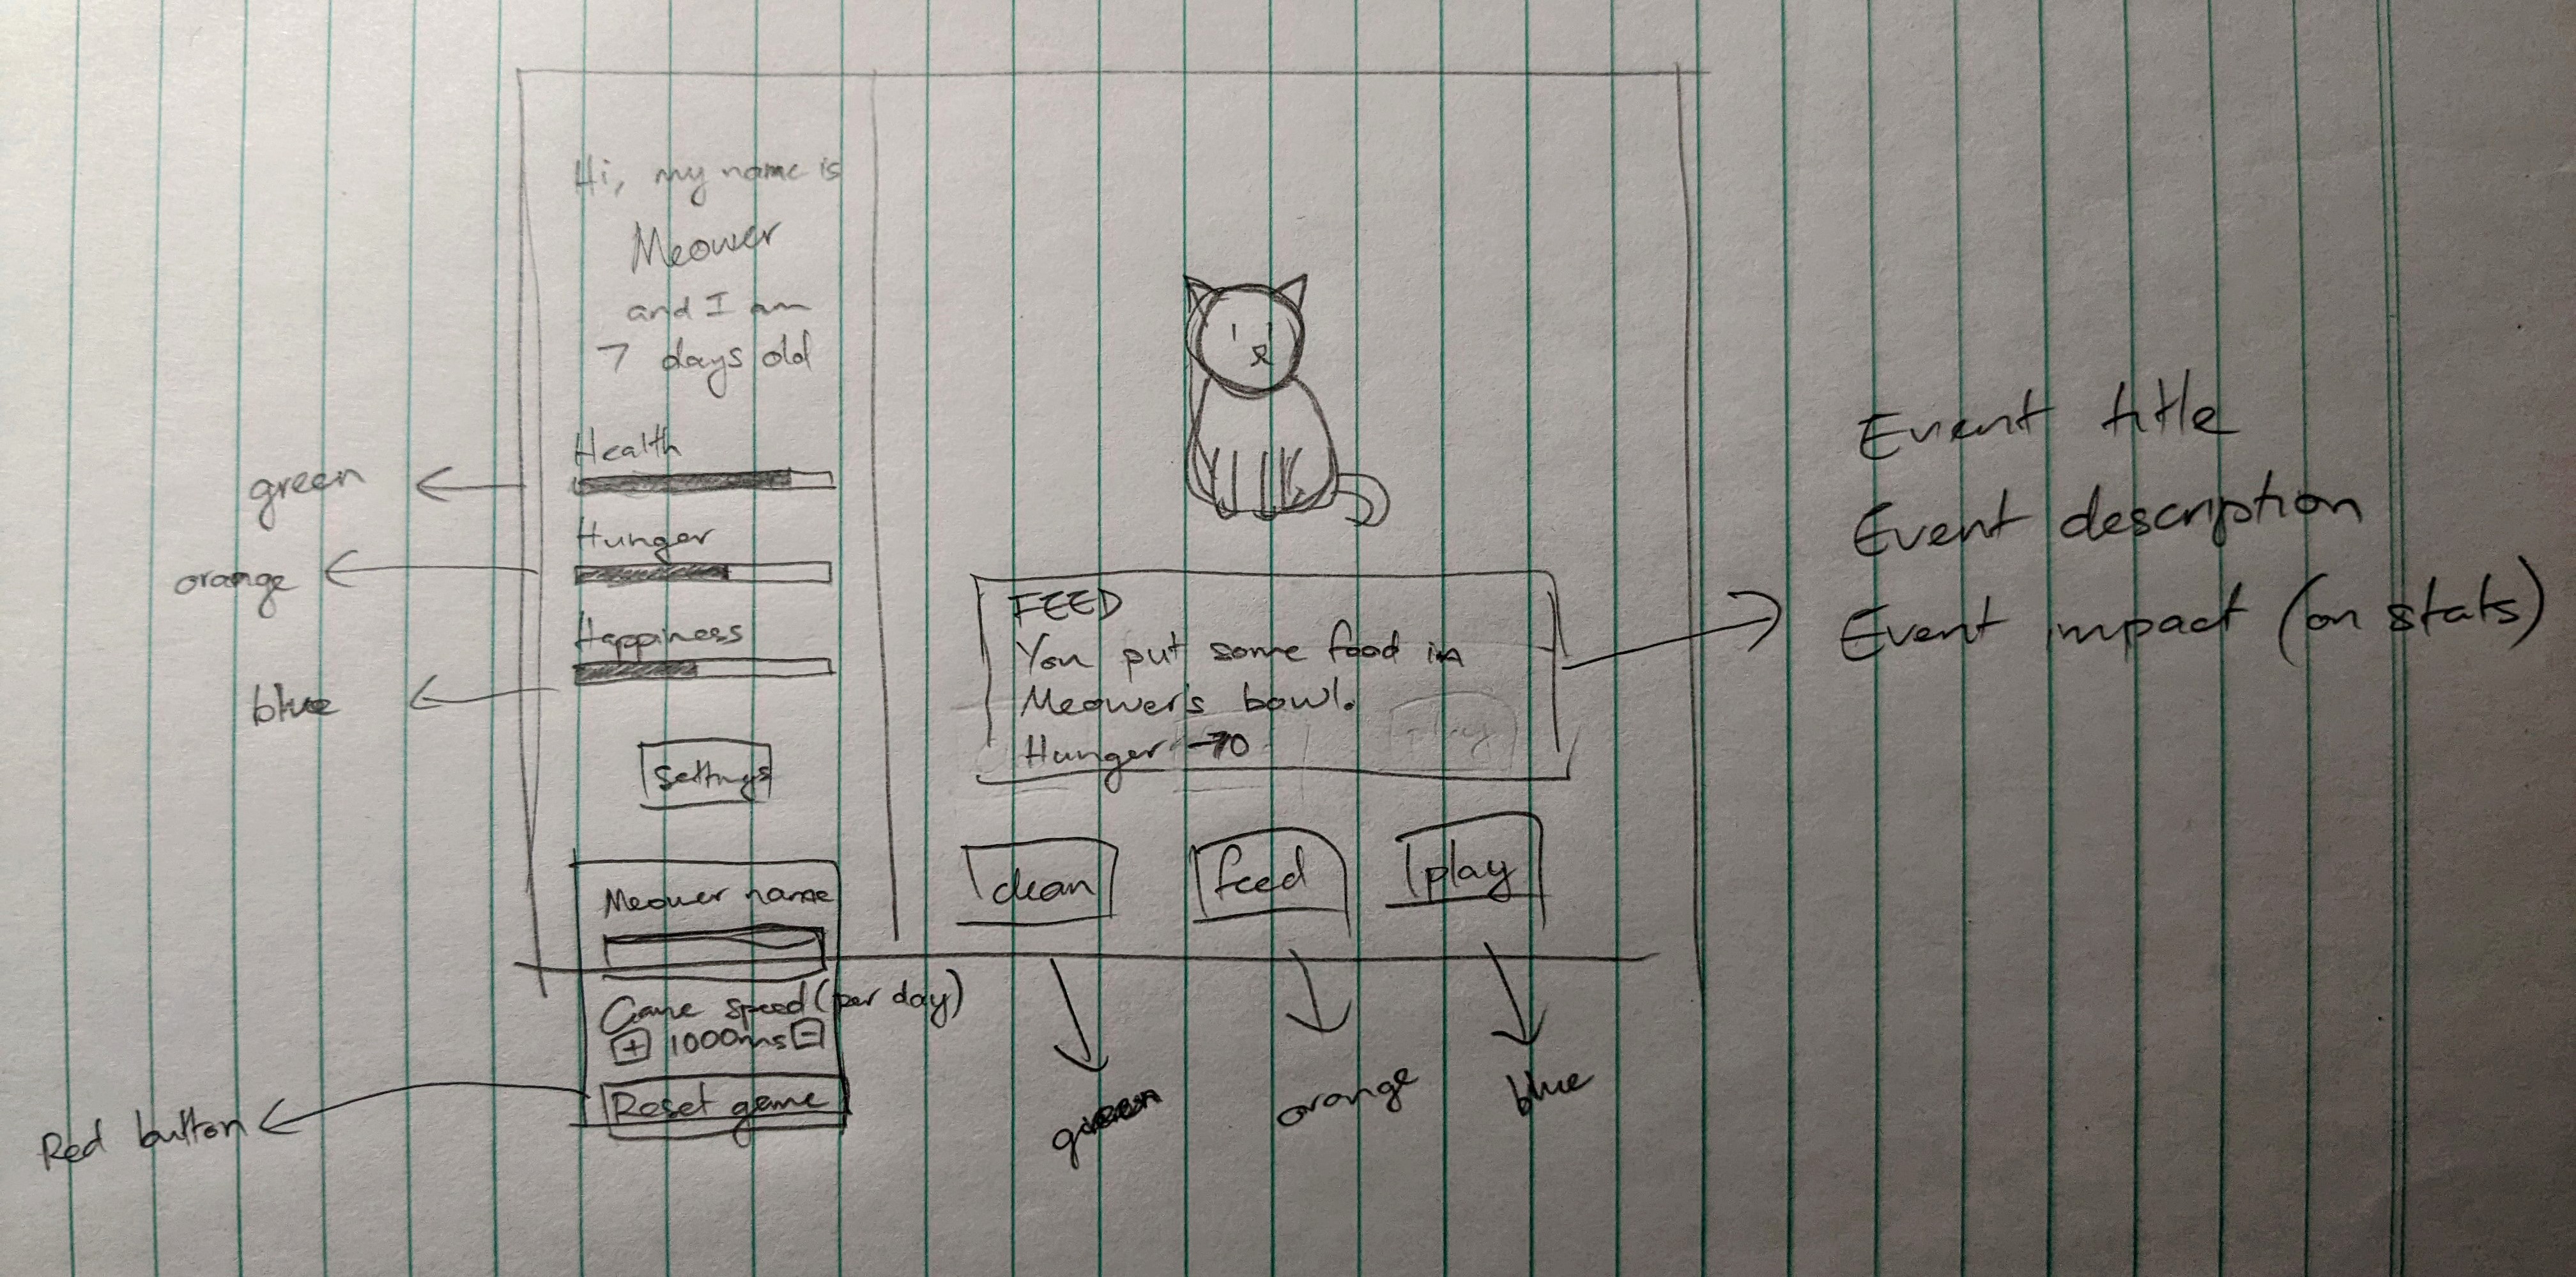 Hi, my name is
Meower
and I am
7 days old
Health
green
Hunger
orange
Happiness
blue
Settings
Meower name
Game speed (per day)
+ 1000ms -
Reset game
Red button
FEED
You put some food in
Meower's bowl.
Hunger -70
play
Event title
Event description
Event impact (on stats)
clean
feed
play
green
orange
blue